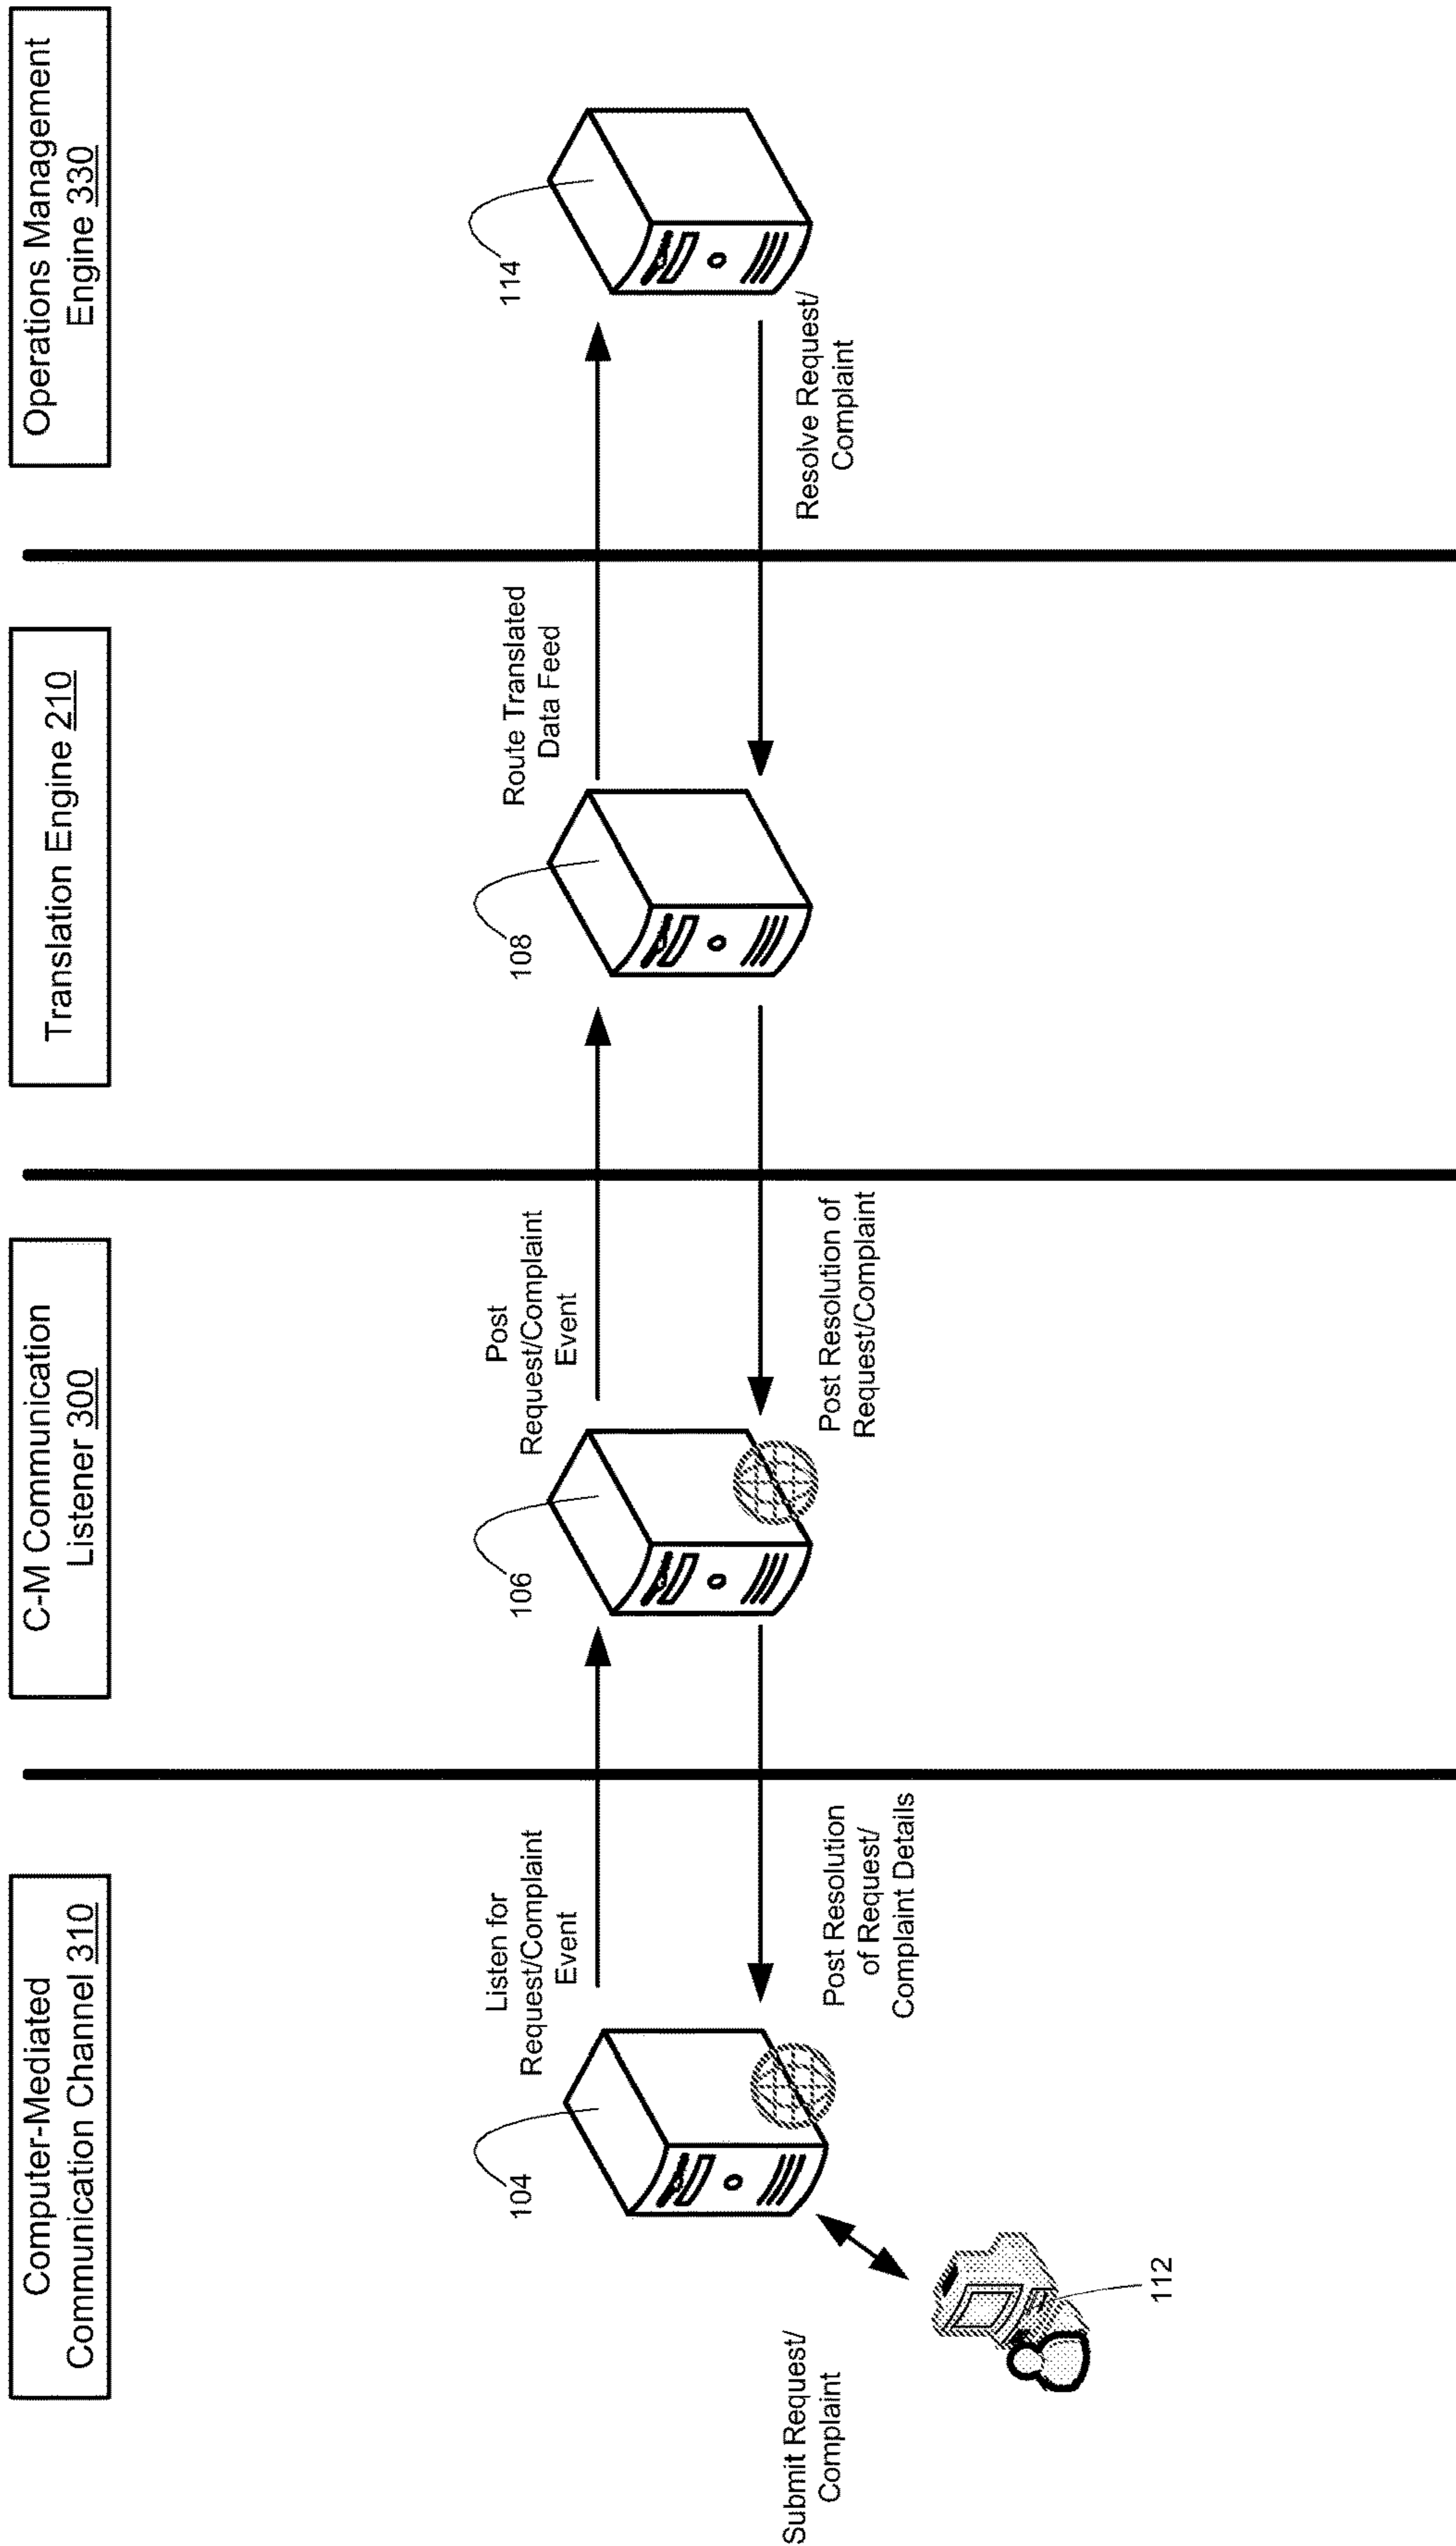 Computer-Mediated
Communication Channel 310
C-M Communication
Listener 300
Translation Engine 210
Operations Management
Engine 330
104
Listen for
Request/Complaint
Event
106
Post
Request/Complaint
Event
108
Route Translated
Data Feed
114
Submit Request/
Complaint
112
Post Resolution
of Request/
Complaint Details
Post Resolution of
Request/Complaint
Resolve Request/
Complaint